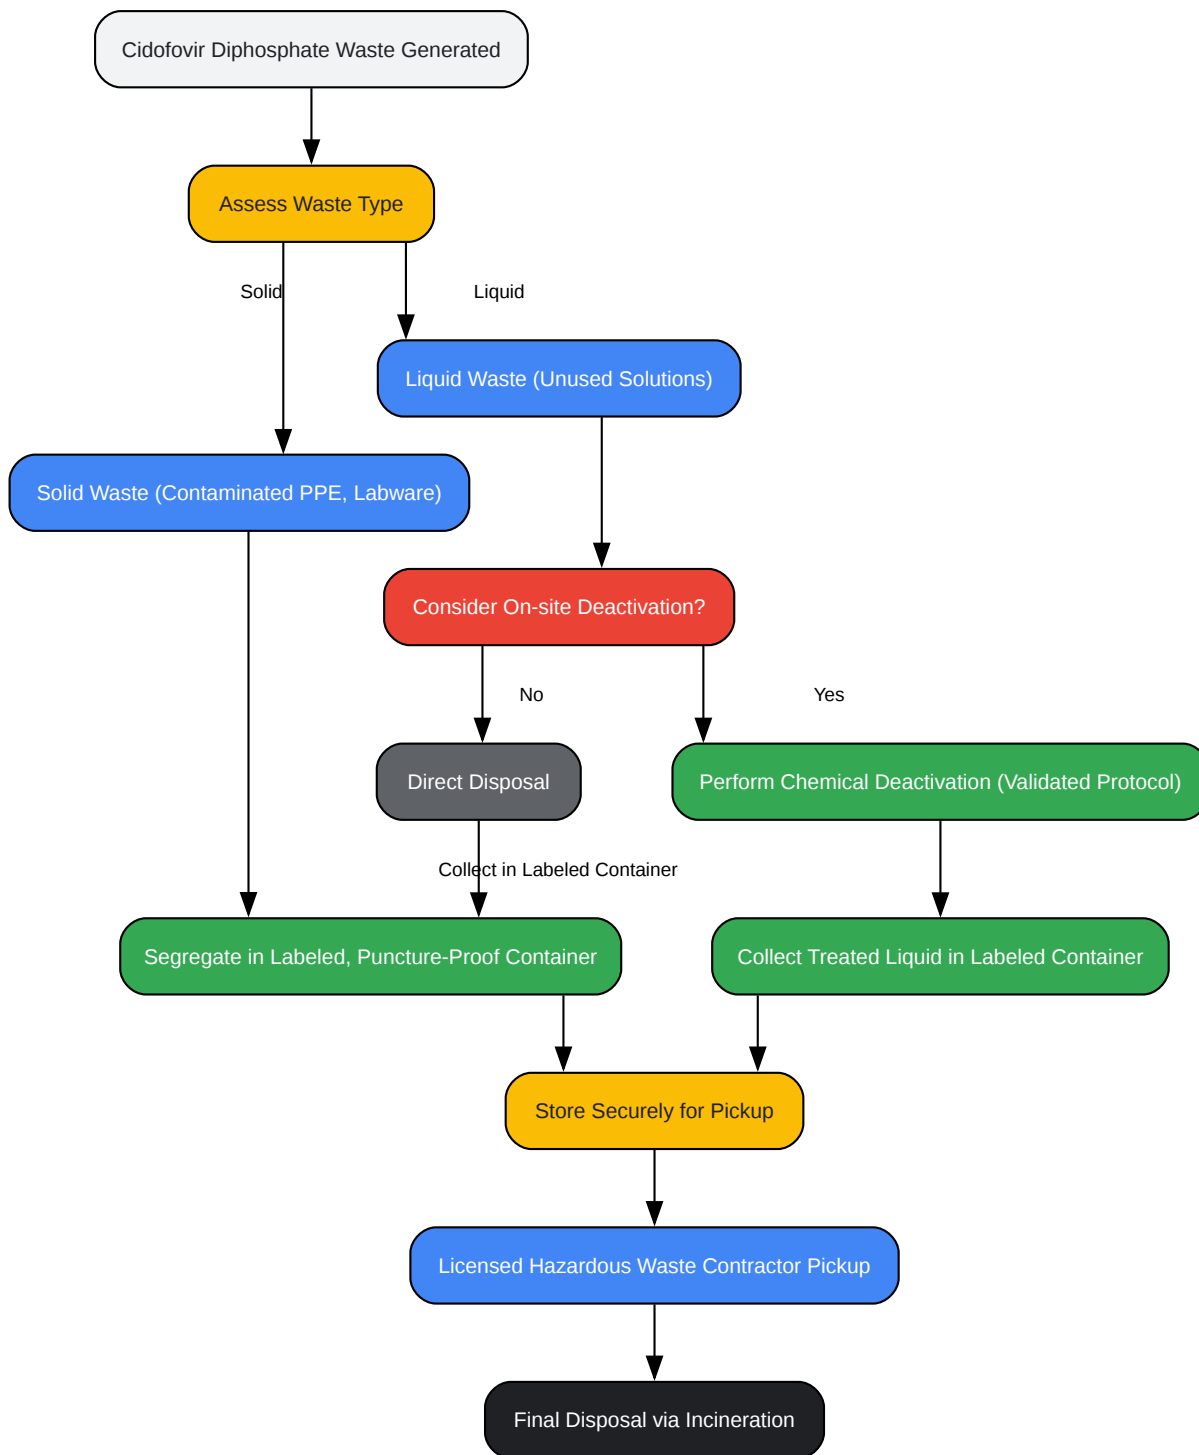 Cidofovir Diphosphate Waste Generated
Assess Waste Type
Solid
Liquid
Liquid Waste (Unused Solutions)
Solid Waste (Contaminated PPE, Labware)
Consider On-site Deactivation?
No
Yes
Direct Disposal
Perform Chemical Deactivation (Validated Protocol)
Collect in Labeled Container
Segregate in Labeled, Puncture-Proof Container
Collect Treated Liquid in Labeled Container
Store Securely for Pickup
Licensed Hazardous Waste Contractor Pickup
Final Disposal via Incineration